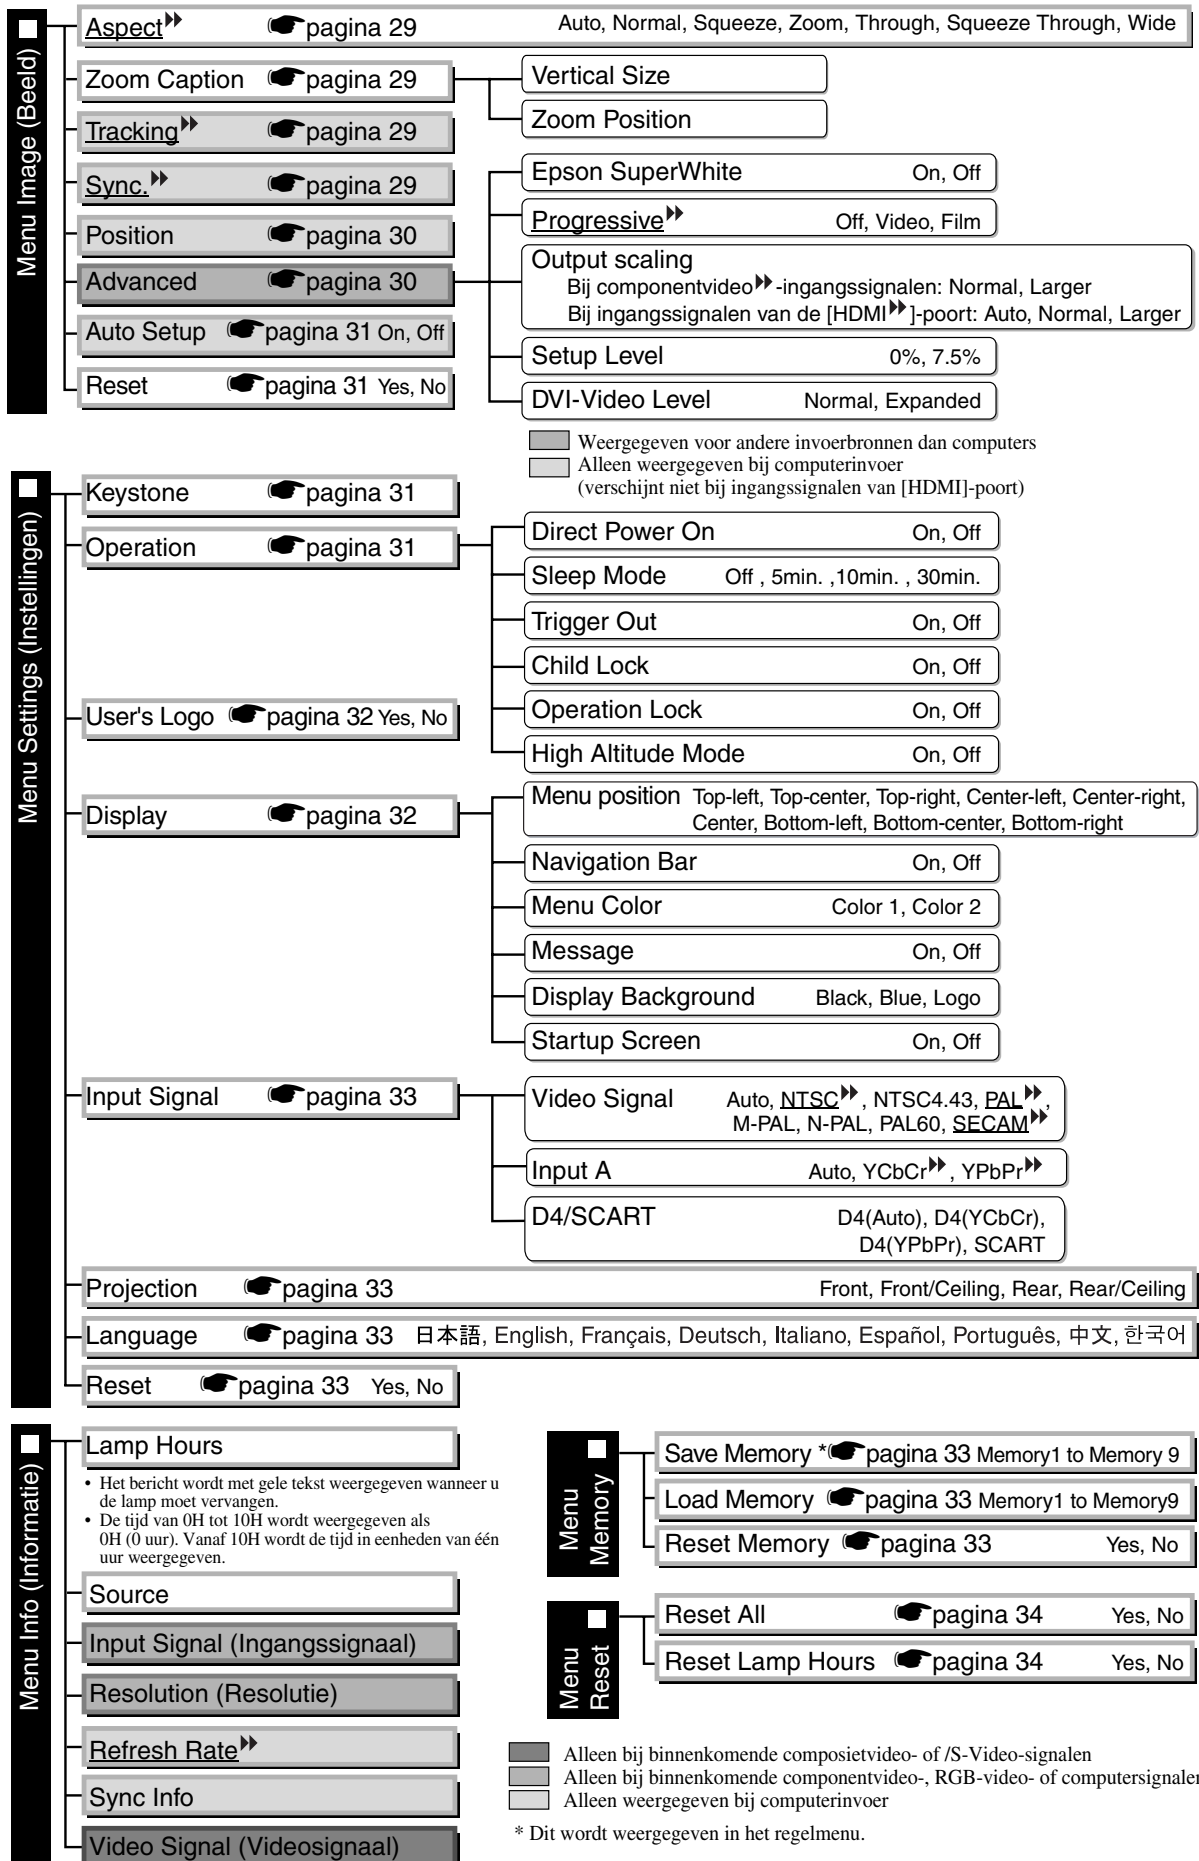 Menu Image (Beeld)
Aspect pagina 29 Auto, Normal, Squeeze, Zoom, Through, Squeeze Through, Wide
Zoom Caption pagina 29
Vertical Size
Zoom Position
Tracking pagina 29
Sync. pagina 29
Position pagina 30
Advanced pagina 30
Epson SuperWhite On, Off
Progressive Off, Video, Film
Output scaling
Bij componentvideo -ingangssignalen: Normal, Larger
Bij ingangssignalen van de [HDMI ]-poort: Auto, Normal, Larger
Setup Level 0%, 7.5%
DVI-Video Level Normal, Expanded
Auto Setup pagina 31 On, Off
Reset pagina 31 Yes, No
Weergegeven voor andere invoerbronnen dan computers
Alleen weergegeven bij computerinvoer
(verschijnt niet bij ingangssignalen van [HDMI]-poort)
Menu Settings (Instellingen)
Keystone pagina 31
Operation pagina 31
Direct Power On On, Off
Sleep Mode Off , 5min. ,10min. , 30min.
Trigger Out On, Off
Child Lock On, Off
Operation Lock On, Off
High Altitude Mode On, Off
User's Logo pagina 32 Yes, No
Display pagina 32
Menu position Top-left, Top-center, Top-right, Center-left, Center-right,
Center, Bottom-left, Bottom-center, Bottom-right
Navigation Bar On, Off
Menu Color Color 1, Color 2
Message On, Off
Display Background Black, Blue, Logo
Startup Screen On, Off
Input Signal pagina 33
Video Signal Auto, NTSC , NTSC4.43, PAL ,
M-PAL, N-PAL, PAL60, SECAM
Input A Auto, YCbCr , YPbPr
D4/SCART D4(Auto), D4(YCbCr),
D4(YPbPr), SCART
Projection pagina 33 Front, Front/Ceiling, Rear, Rear/Ceiling
Language pagina 33 日本語, English, Français, Deutsch, Italiano, Español, Português, 中文, 한국어
Reset pagina 33 Yes, No
Menu Info (Informatie)
Lamp Hours
• Het bericht wordt met gele tekst weergegeven wanneer u
de lamp moet vervangen.
• De tijd van 0H tot 10H wordt weergegeven als
0H (0 uur). Vanaf 10H wordt de tijd in eenheden van één
uur weergegeven.
Source
Input Signal (Ingangssignaal)
Resolution (Resolutie)
Refresh Rate
Sync Info
Video Signal (Videosignaal)
Menu
Memory
Save Memory * pagina 33 Memory1 to Memory 9
Load Memory pagina 33 Memory1 to Memory9
Reset Memory pagina 33 Yes, No
Menu
Reset
Reset All pagina 34 Yes, No
Reset Lamp Hours pagina 34 Yes, No
Alleen bij binnenkomende composietvideo- of /S-Video-signalen
Alleen bij binnenkomende componentvideo-, RGB-video- of computersignalen
Alleen weergegeven bij computerinvoer
* Dit wordt weergegeven in het regelmenu.